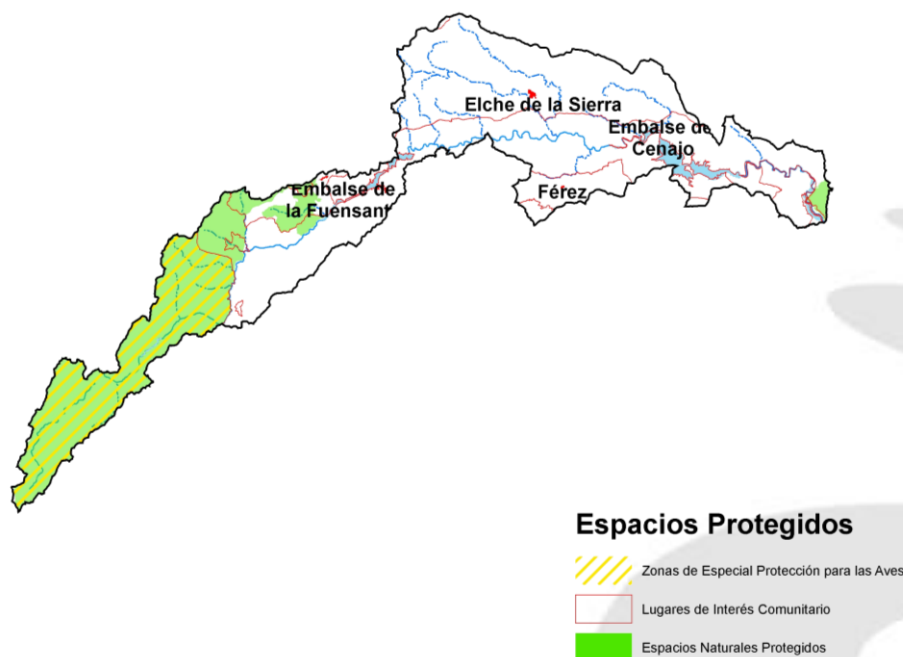 Elche de la Sierra
Embalse de
Cenajo
Embalse de
la Fuensant
Férez
Espacios Protegidos
Zonas de Especial Protección para las Aves
Lugares de Interés Comunitario
Espacios Naturales Protegidos